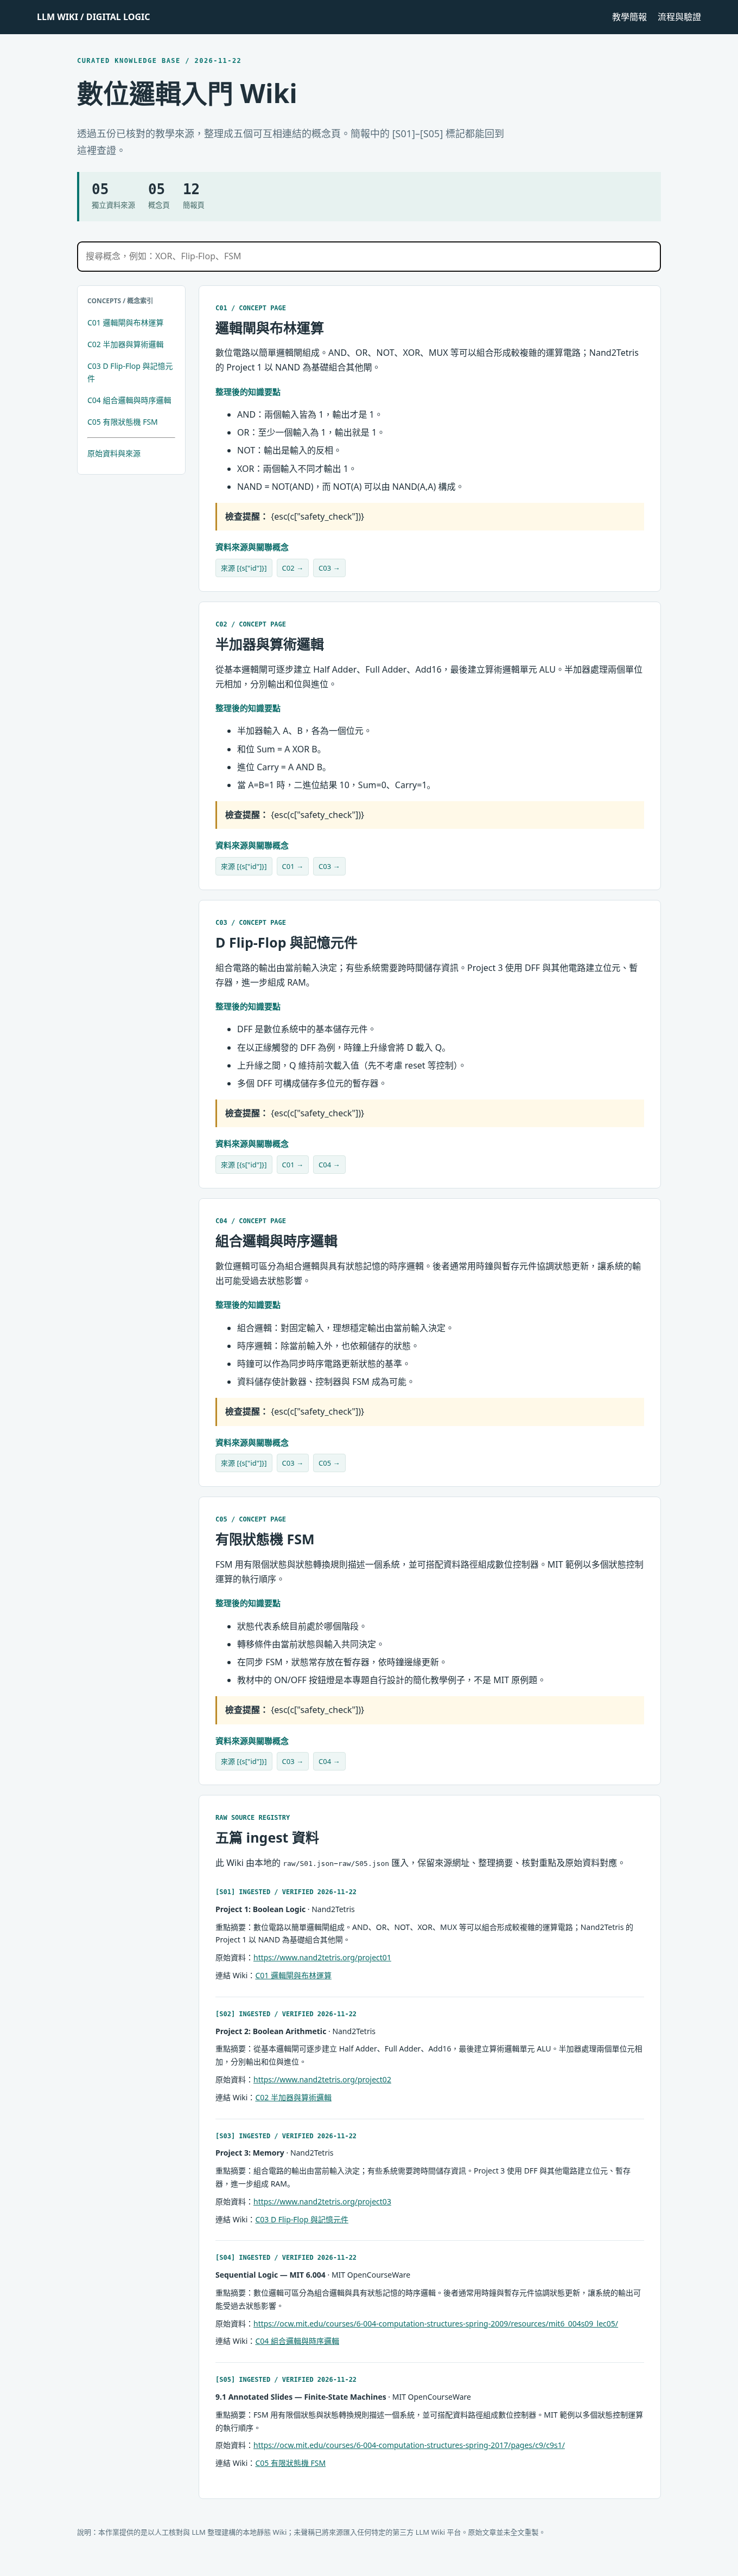 LLM WIKI / DIGITAL LOGIC
教學簡報 流程與驗證
CURATED KNOWLEDGE BASE / 2026-11-22
數位邏輯入門 Wiki
透過五份已核對的教學來源，整理成五個可互相連結的概念頁。簡報中的 [S01]–[S05] 標記都能回到
這裡查證。
05 05 12
獨立資料來源 概念頁 簡報頁
搜尋概念，例如：XOR、Flip-Flop、FSM
CONCEPTS / 概念索引
C01 邏輯閘與布林運算
C02 半加器與算術邏輯
C03 D Flip-Flop 與記憶元
件
C04 組合邏輯與時序邏輯
C05 有限狀態機 FSM
原始資料與來源
C01 / CONCEPT PAGE
邏輯閘與布林運算
數位電路以簡單邏輯閘組成。AND、OR、NOT、XOR、MUX 等可以組合形成較複雜的運算電路；Nand2Tetris
的 Project 1 以 NAND 為基礎組合其他閘。
整理後的知識要點
• AND：兩個輸入皆為 1，輸出才是 1。
• OR：至少一個輸入為 1，輸出就是 1。
• NOT：輸出是輸入的反相。
• XOR：兩個輸入不同才輸出 1。
• NAND = NOT(AND)，而 NOT(A) 可以由 NAND(A,A) 構成。
檢查提醒： {esc(c["safety_check"])}
資料來源與關聯概念
來源 [{s["id"]}] C02 → C03 →
C02 / CONCEPT PAGE
半加器與算術邏輯
從基本邏輯閘可逐步建立 Half Adder、Full Adder、Add16，最後建立算術邏輯單元 ALU。半加器處理兩個單位
元相加，分別輸出和位與進位。
整理後的知識要點
• 半加器輸入 A、B，各為一個位元。
• 和位 Sum = A XOR B。
• 進位 Carry = A AND B。
• 當 A=B=1 時，二進位結果 10，Sum=0、Carry=1。
檢查提醒： {esc(c["safety_check"])}
資料來源與關聯概念
來源 [{s["id"]}] C01 → C03 →
C03 / CONCEPT PAGE
D Flip-Flop 與記憶元件
組合電路的輸出由當前輸入決定；有些系統需要跨時間儲存資訊。Project 3 使用 DFF 與其他電路建立位元、暫
存器，進一步組成 RAM。
整理後的知識要點
• DFF 是數位系統中的基本儲存元件。
• 在以正緣觸發的 DFF 為例，時鐘上升緣會將 D 載入 Q。
• 上升緣之間，Q 維持前次載入值（先不考慮 reset 等控制）。
• 多個 DFF 可構成儲存多位元的暫存器。
檢查提醒： {esc(c["safety_check"])}
資料來源與關聯概念
來源 [{s["id"]}] C01 → C04 →
C04 / CONCEPT PAGE
組合邏輯與時序邏輯
數位邏輯可區分為組合邏輯與具有狀態記憶的時序邏輯。後者通常用時鐘與暫存元件協調狀態更新，讓系統的輸
出可能受過去狀態影響。
整理後的知識要點
• 組合邏輯：對固定輸入，理想穩定輸出由當前輸入決定。
• 時序邏輯：除當前輸入外，也依賴儲存的狀態。
• 時鐘可以作為同步時序電路更新狀態的基準。
• 資料儲存使計數器、控制器與 FSM 成為可能。
檢查提醒： {esc(c["safety_check"])}
資料來源與關聯概念
來源 [{s["id"]}] C03 → C05 →
C05 / CONCEPT PAGE
有限狀態機 FSM
FSM 用有限個狀態與狀態轉換規則描述一個系統，並可搭配資料路徑組成數位控制器。MIT 範例以多個狀態控制
運算的執行順序。
整理後的知識要點
• 狀態代表系統目前處於哪個階段。
• 轉移條件由當前狀態與輸入共同決定。
• 在同步 FSM，狀態常存放在暫存器，依時鐘邊緣更新。
• 教材中的 ON/OFF 按鈕燈是本專題自行設計的簡化教學例子，不是 MIT 原例題。
檢查提醒： {esc(c["safety_check"])}
資料來源與關聯概念
來源 [{s["id"]}] C03 → C04 →
RAW SOURCE REGISTRY
五篇 ingest 資料
此 Wiki 由本地的 raw/S01.json–raw/S05.json 匯入，保留來源網址、整理摘要、核對重點及原始資料對應。
[S01] INGESTED / VERIFIED 2026-11-22
Project 1: Boolean Logic · Nand2Tetris
重點摘要：數位電路以簡單邏輯閘組成。AND、OR、NOT、XOR、MUX 等可以組合形成較複雜的運算電路；Nand2Tetris 的
Project 1 以 NAND 為基礎組合其他閘。
原始資料：https://www.nand2tetris.org/project01
連結 Wiki：C01 邏輯閘與布林運算
[S02] INGESTED / VERIFIED 2026-11-22
Project 2: Boolean Arithmetic · Nand2Tetris
重點摘要：從基本邏輯閘可逐步建立 Half Adder、Full Adder、Add16，最後建立算術邏輯單元 ALU。半加器處理兩個單位元相
加，分別輸出和位與進位。
原始資料：https://www.nand2tetris.org/project02
連結 Wiki：C02 半加器與算術邏輯
[S03] INGESTED / VERIFIED 2026-11-22
Project 3: Memory · Nand2Tetris
重點摘要：組合電路的輸出由當前輸入決定；有些系統需要跨時間儲存資訊。Project 3 使用 DFF 與其他電路建立位元、暫存
器，進一步組成 RAM。
原始資料：https://www.nand2tetris.org/project03
連結 Wiki：C03 D Flip-Flop 與記憶元件
[S04] INGESTED / VERIFIED 2026-11-22
Sequential Logic — MIT 6.004 · MIT OpenCourseWare
重點摘要：數位邏輯可區分為組合邏輯與具有狀態記憶的時序邏輯。後者通常用時鐘與暫存元件協調狀態更新，讓系統的輸出可
能受過去狀態影響。
原始資料：https://ocw.mit.edu/courses/6-004-computation-structures-spring-2009/resources/mit6_004s09_lec05/
連結 Wiki：C04 組合邏輯與時序邏輯
[S05] INGESTED / VERIFIED 2026-11-22
9.1 Annotated Slides — Finite-State Machines · MIT OpenCourseWare
重點摘要：FSM 用有限個狀態與狀態轉換規則描述一個系統，並可搭配資料路徑組成數位控制器。MIT 範例以多個狀態控制運算
的執行順序。
原始資料：https://ocw.mit.edu/courses/6-004-computation-structures-spring-2017/pages/c9/c9s1/
連結 Wiki：C05 有限狀態機 FSM
說明：本作業提供的是以人工核對與 LLM 整理建構的本地靜態 Wiki；未聲稱已將來源匯入任何特定的第三方 LLM Wiki 平台。原始文章並未全文重製。